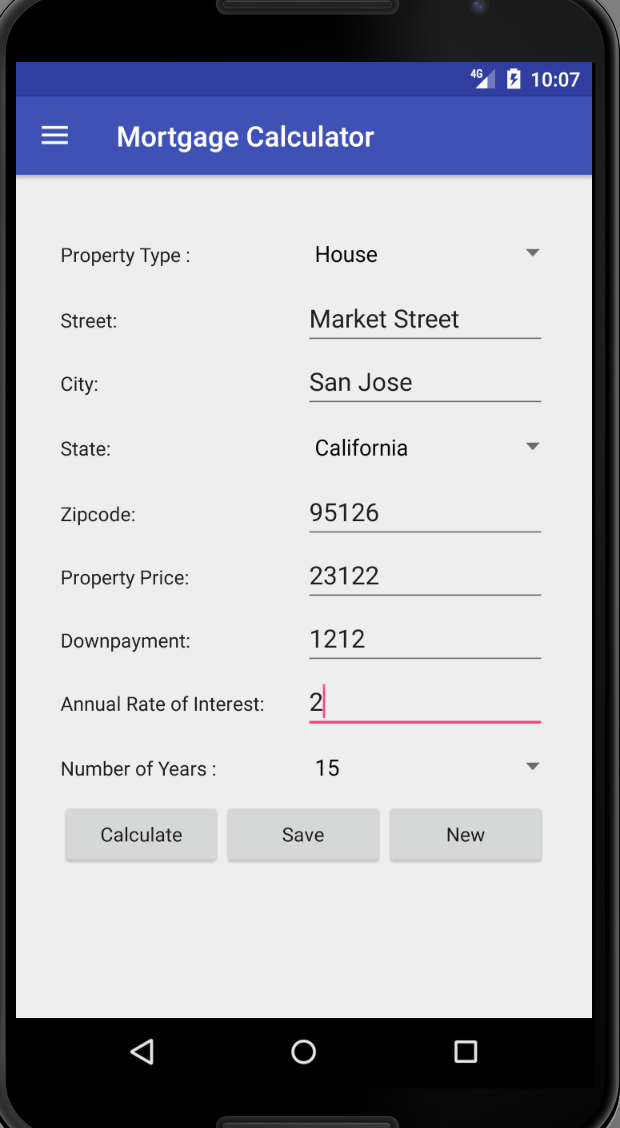 4G 10:07
Mortgage Calculator
Property Type : House
Street: Market Street
City: San Jose
State: California
Zipcode: 95126
Property Price: 23122
Downpayment: 1212
Annual Rate of Interest: 2
Number of Years : 15
Calculate Save New